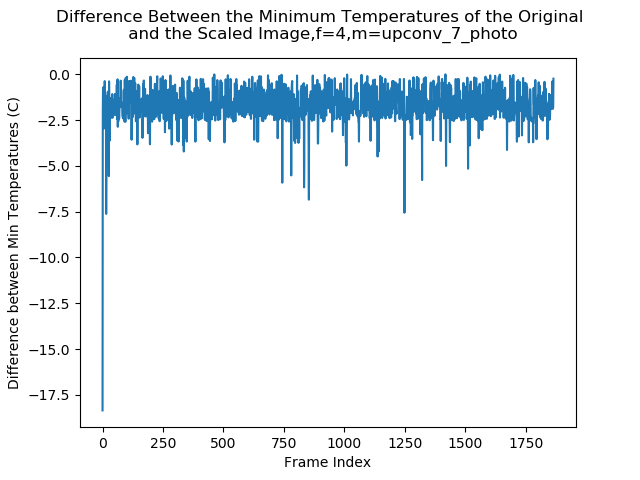 Difference Between the Minimum Temperatures of the Original
and the Scaled Image,f=4,m=upconv_7_photo
0.0
−2.5
−5.0
−7.5
−10.0
−12.5
−15.0
−17.5
Difference between Min Temperatures (C)
0 250 500 750 1000 1250 1500 1750
Frame Index